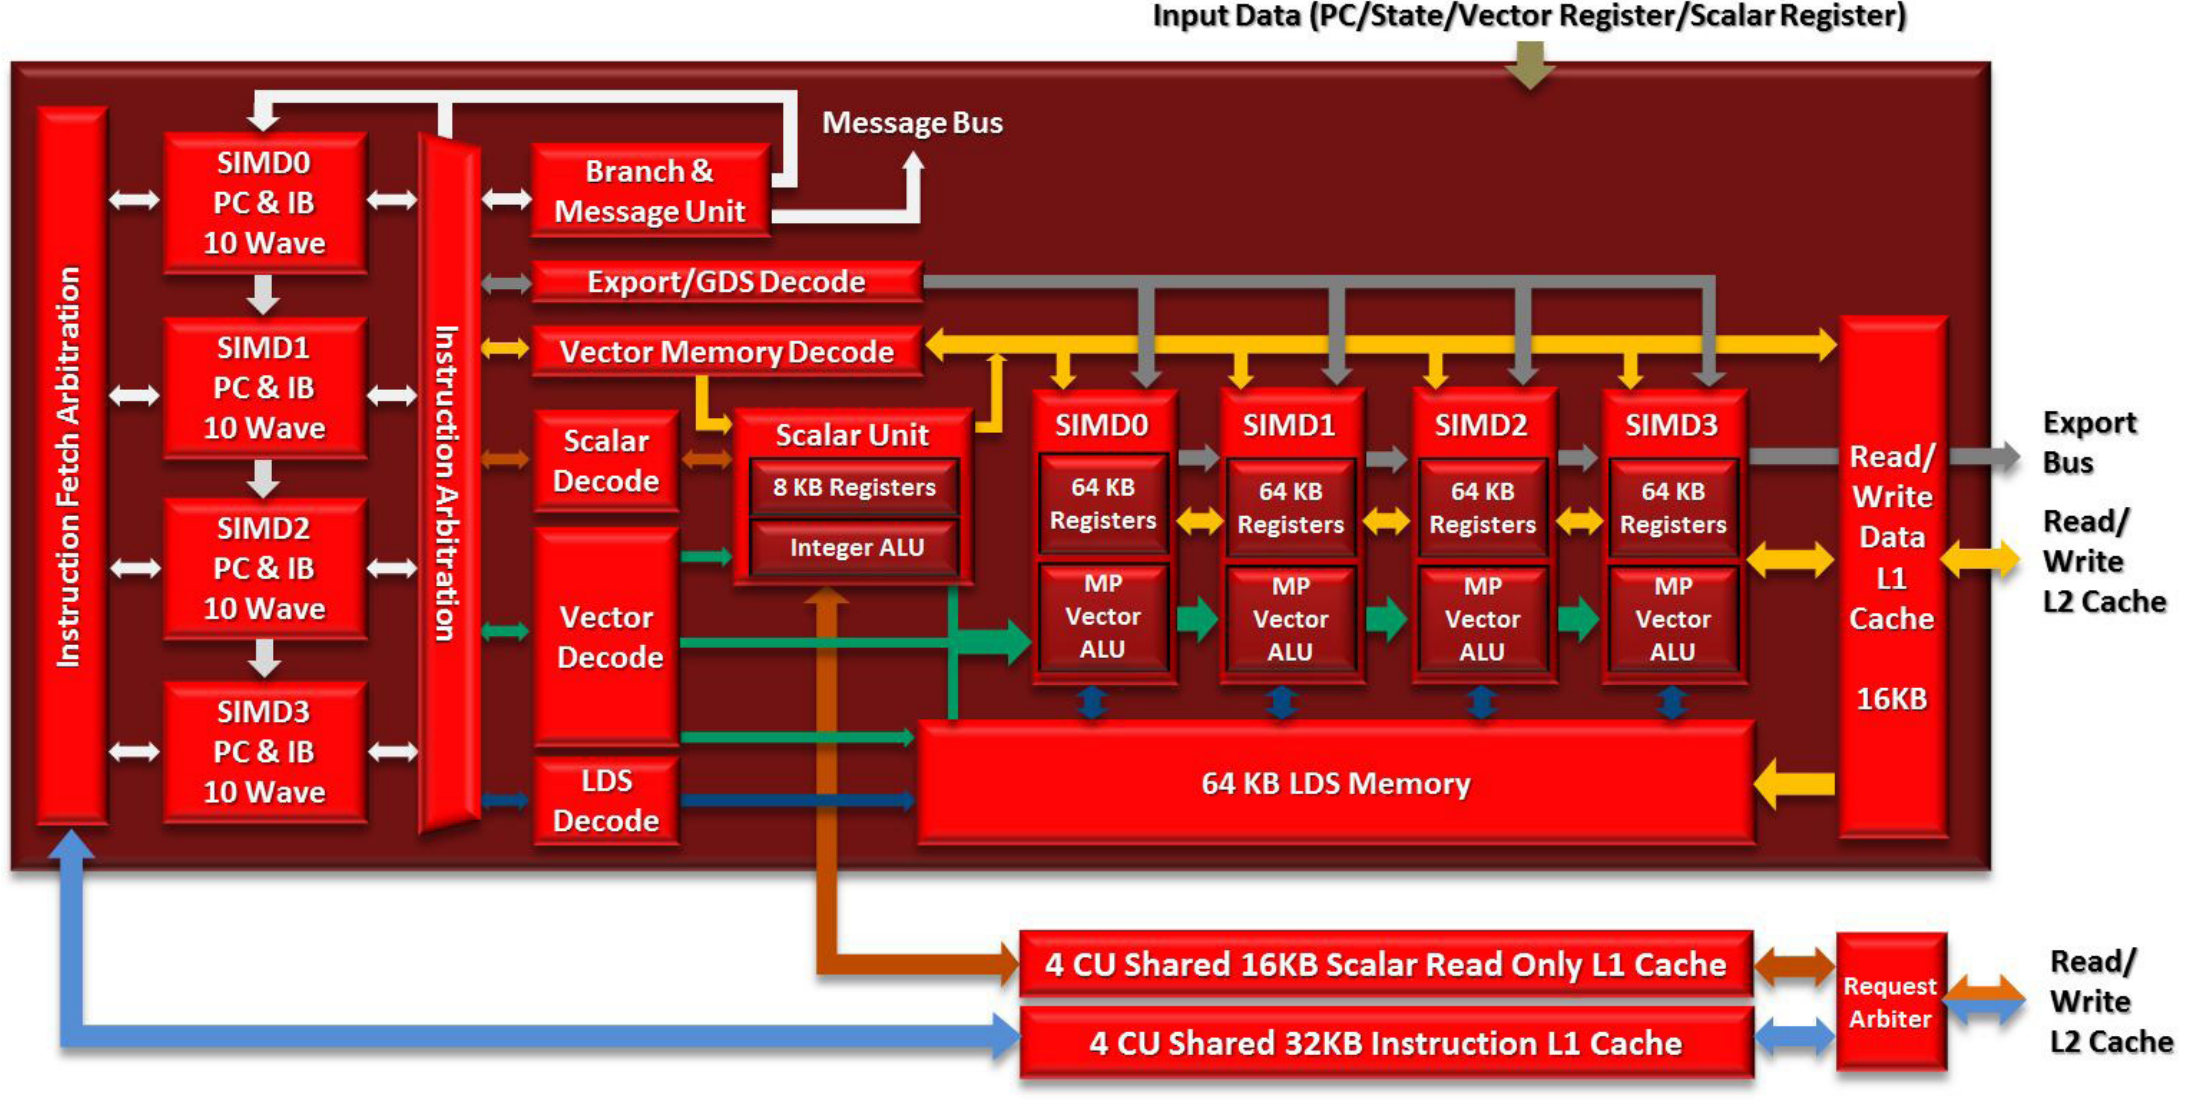 Input Data (PC/State/Vector Register/Scalar Register)
Instruction Fetch Arbitration
SIMD0
PC & IB
10 Wave
SIMD1
PC & IB
10 Wave
SIMD2
PC & IB
10 Wave
SIMD3
PC & IB
10 Wave
Instruction Arbitration
Branch &
Message Unit
Message Bus
Export/GDS Decode
Vector Memory Decode
Scalar
Decode
Scalar Unit
8 KB Registers
Integer ALU
Vector
Decode
LDS
Decode
SIMD0
64 KB
Registers
MP
Vector
ALU
SIMD1
64 KB
Registers
MP
Vector
ALU
SIMD2
64 KB
Registers
MP
Vector
ALU
SIMD3
64 KB
Registers
MP
Vector
ALU
64 KB LDS Memory
Read/
Write
Data
L1
Cache
16KB
Export
Bus
Read/
Write
L2 Cache
4 CU Shared 16KB Scalar Read Only L1 Cache
4 CU Shared 32KB Instruction L1 Cache
Request
Arbiter
Read/
Write
L2 Cache